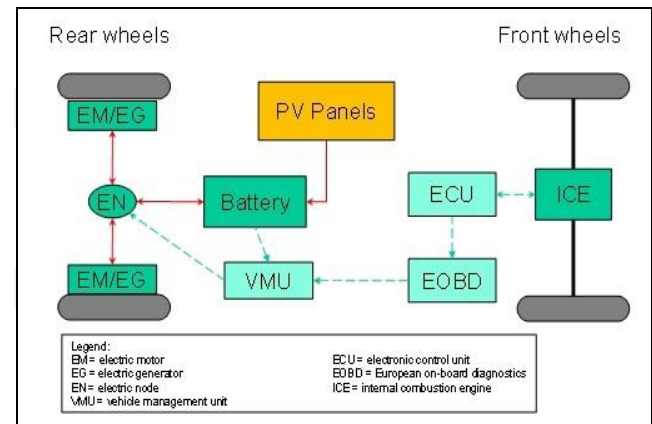 Rear wheels
Front wheels
EM/EG
PV Panels
EN
Battery
ECU
ICE
EM/EG
VMU
EOBD
Legend:
EM= electric motor
EG= electric generator
EN= electric node
VMU= vehicle management unit
ECU= electronic control unit
EOBD= European on-board diagnostics
ICE= internal combustion engine